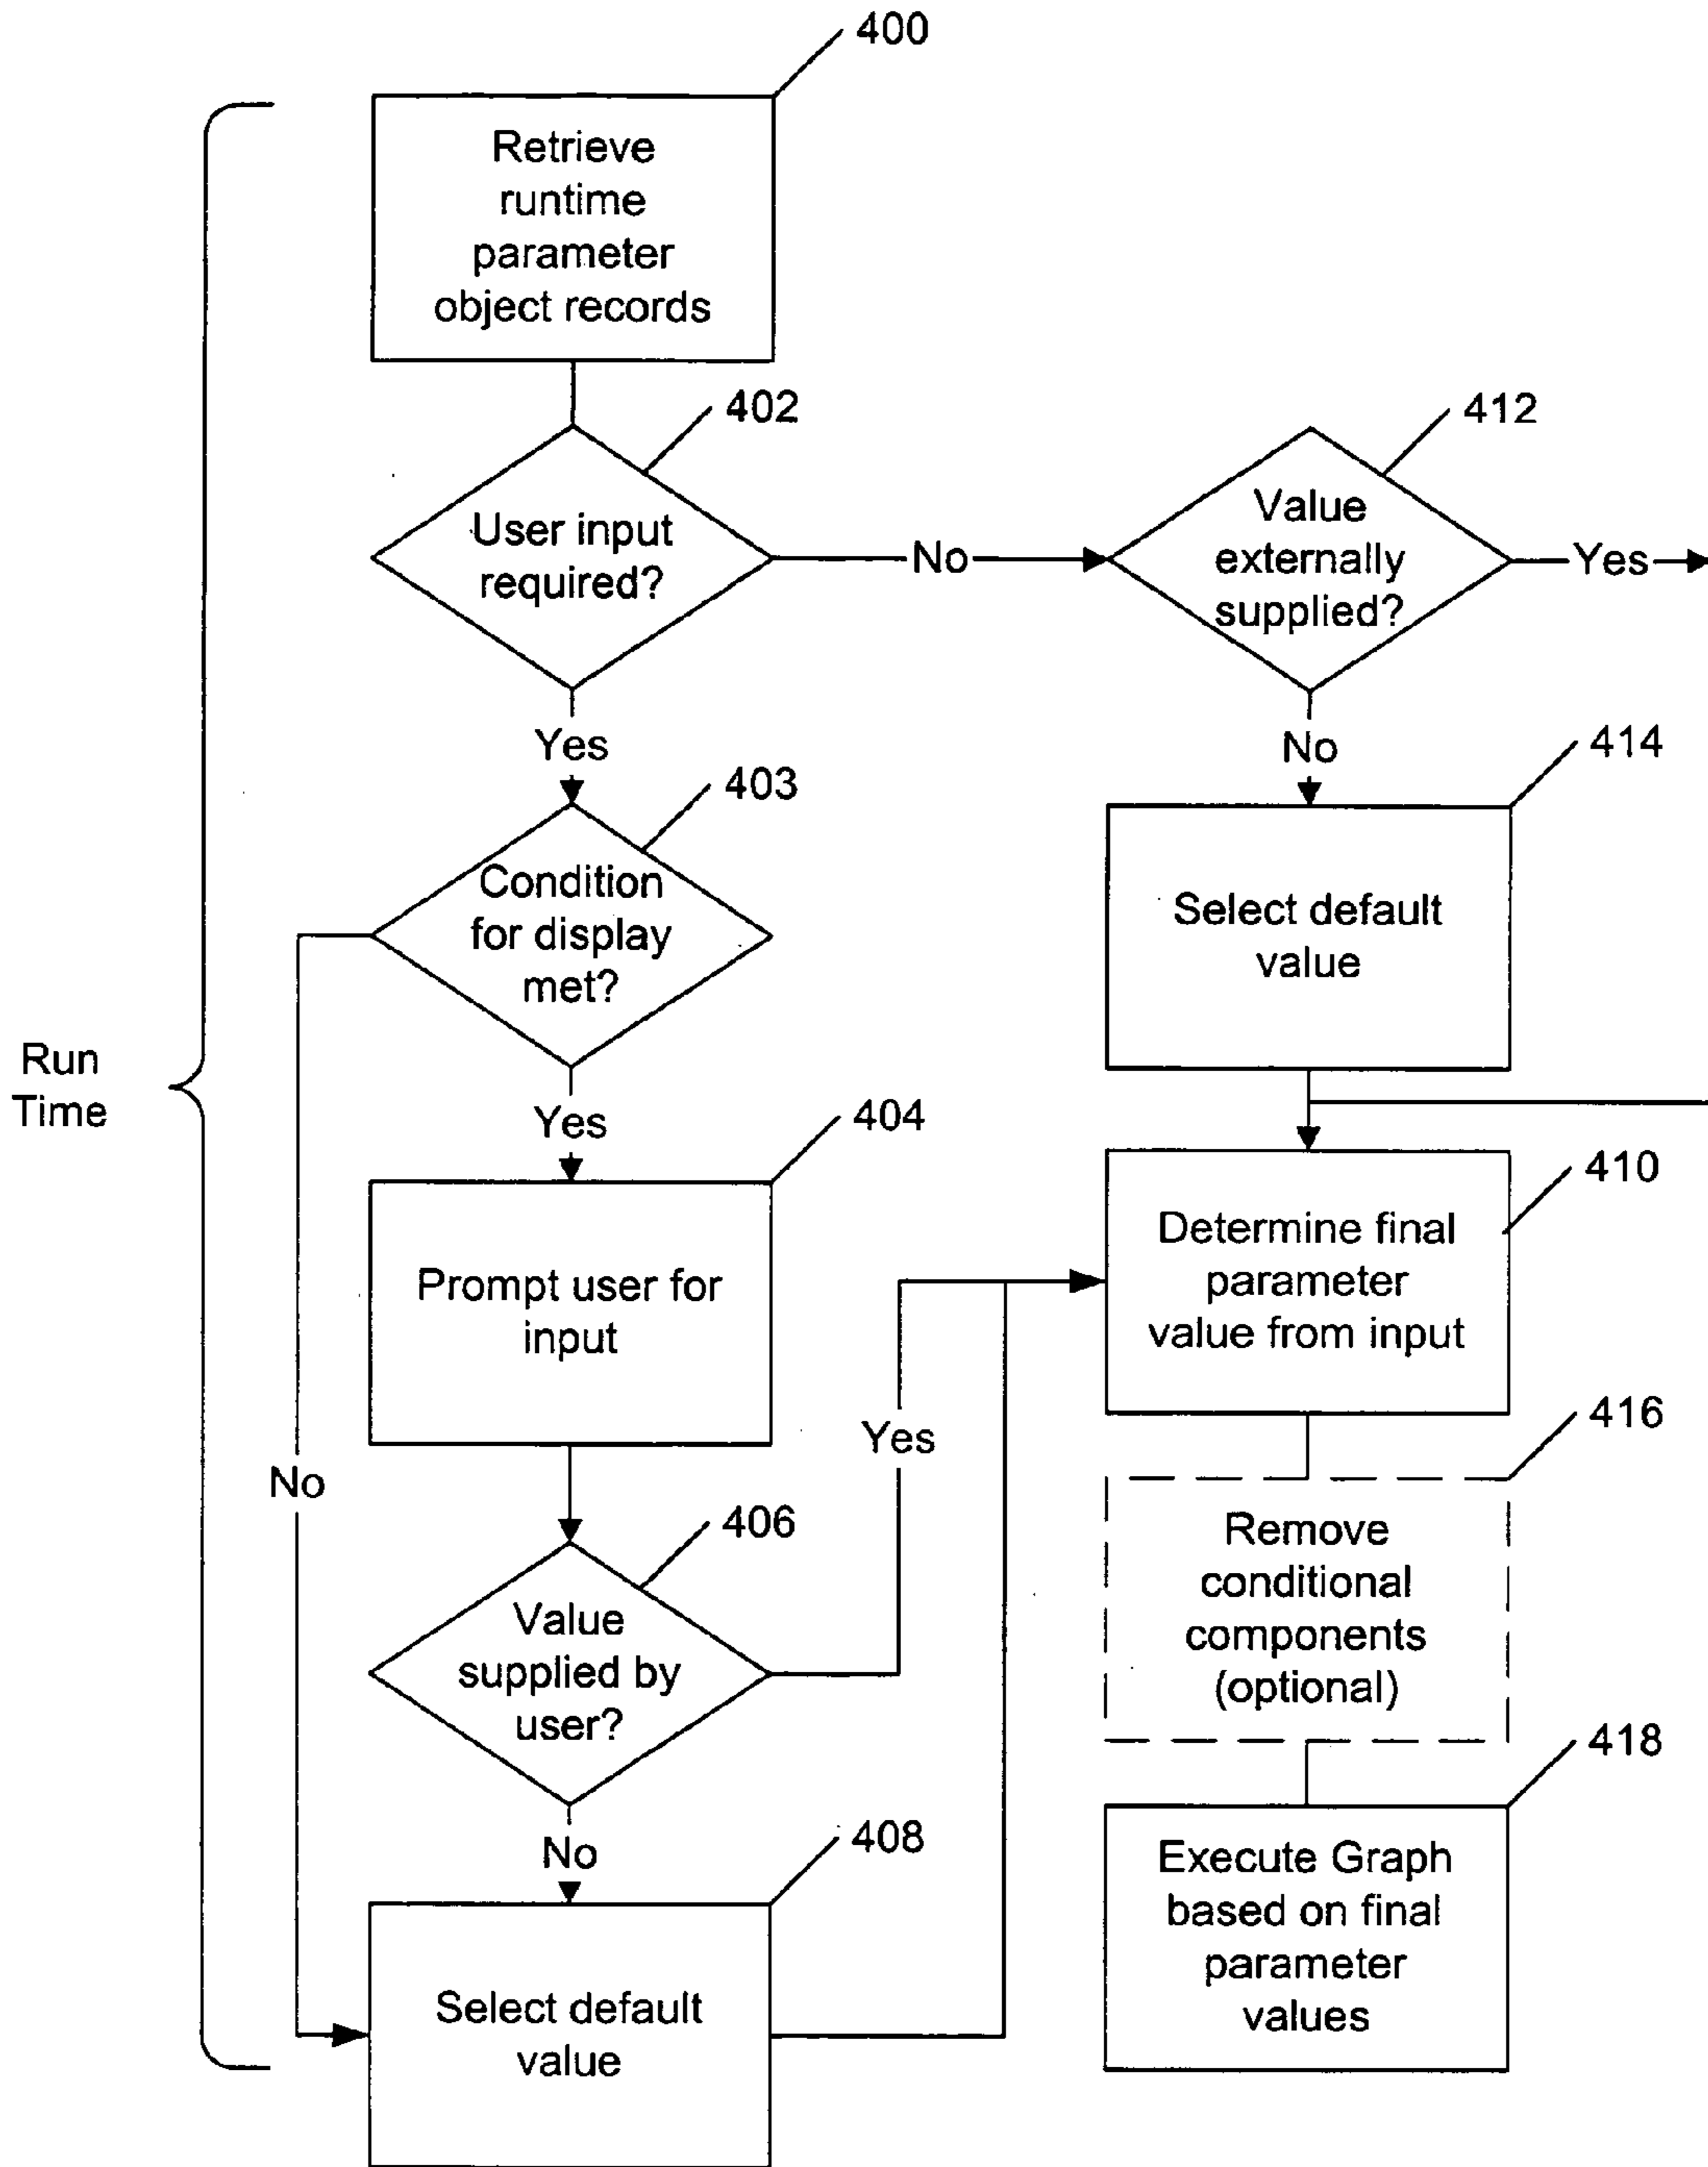 400
Retrieve
runtime
parameter
object records
402
User input
required?
No
412
Value
externally
supplied?
Yes
Yes
No
403
Condition
for display
met?
414
Select default
value
Run
Time
Yes
404
Prompt user for
input
410
Determine final
parameter
value from input
No
Yes
406
Value
supplied by
user?
416
Remove
conditional
components
(optional)
No
408
Select default
value
418
Execute Graph
based on final
parameter
values